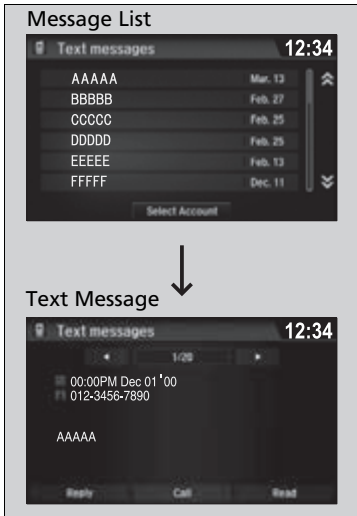 Message List
Text messages 12:34
AAAAA Mar. 13
BBBBB Feb. 27
CCCCC Feb. 25
DDDDD Feb. 25
EEEEE Feb. 13
FFFFF Dec. 11
Select Account
Text Message
Text messages 12:34
1/20
00:00PM Dec 01 '00
012-3456-7890
AAAAA
Reply Call Read